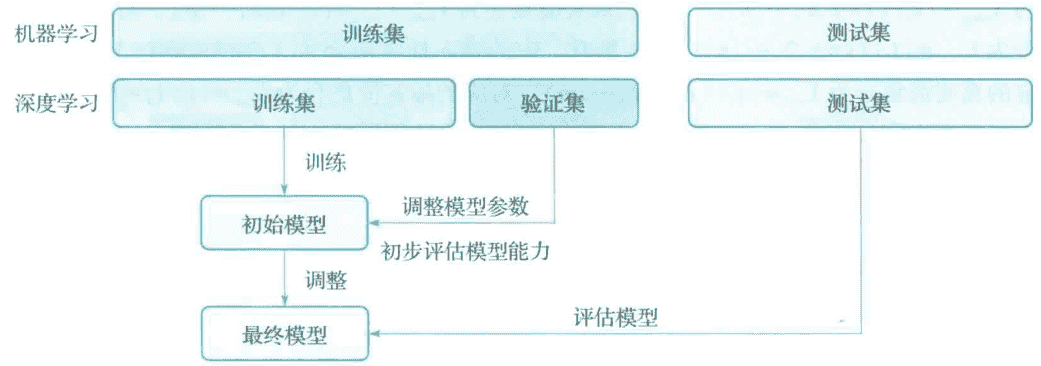 机器学习 训练集 测试集
深度学习 训练集 验证集 测试集
训练
初始模型
调整模型参数
初步评估模型能力
调整
最终模型
评估模型